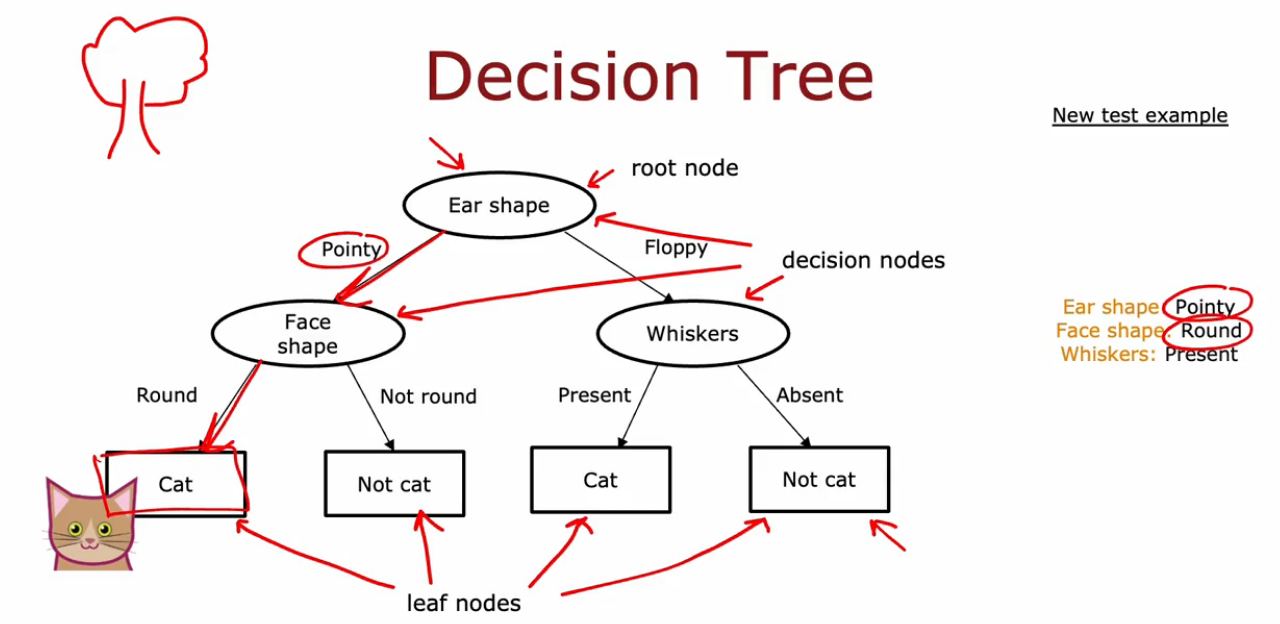 Decision Tree
New test example
root node
Ear shape
Pointy
Floppy
decision nodes
Ear shape: Pointy
Face shape: Round
Whiskers: Present
Face
shape
Whiskers
Round
Not round
Present
Absent
Cat
Not cat
Cat
Not cat
leaf nodes